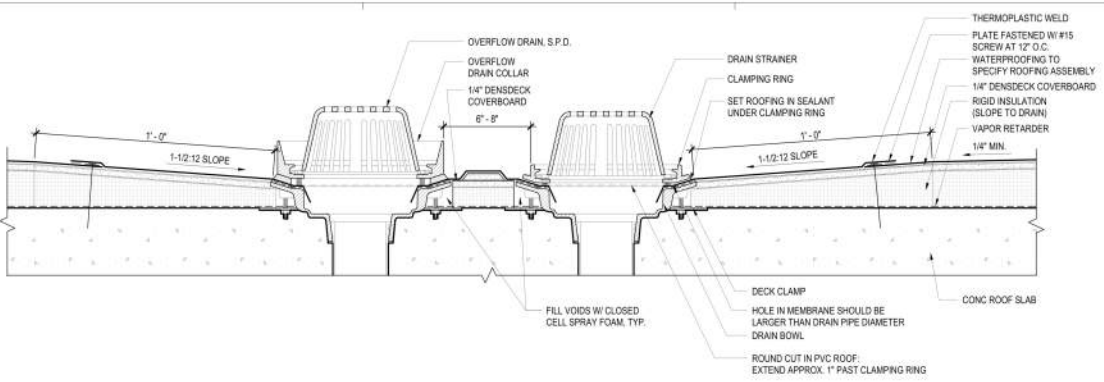 OVERFLOW DRAIN, S.P.D.
OVERFLOW
DRAIN COLLAR
1/4" DENSDECK
COVERBOARD
6" - 8"
1' - 0"
1-1/2:12 SLOPE
DRAIN STRAINER
CLAMPING RING
SET ROOFING IN SEALANT
UNDER CLAMPING RING
1' - 0"
1-1/2:12 SLOPE
THERMOPLASTIC WELD
PLATE FASTENED W/ #15
SCREW AT 12" O.C.
WATERPROOFING TO
SPECIFY ROOFING ASSEMBLY
1/4" DENSDECK COVERBOARD
RIGID INSULATION
(SLOPE TO DRAIN)
VAPOR RETARDER
1/4" MIN.
FILL VOIDS W/ CLOSED
CELL SPRAY FOAM, TYP.
DECK CLAMP
HOLE IN MEMBRANE SHOULD BE
LARGER THAN DRAIN PIPE DIAMETER
DRAIN BOWL
ROUND CUT IN PVC ROOF:
EXTEND APPROX. 1" PAST CLAMPING RING
CONC ROOF SLAB